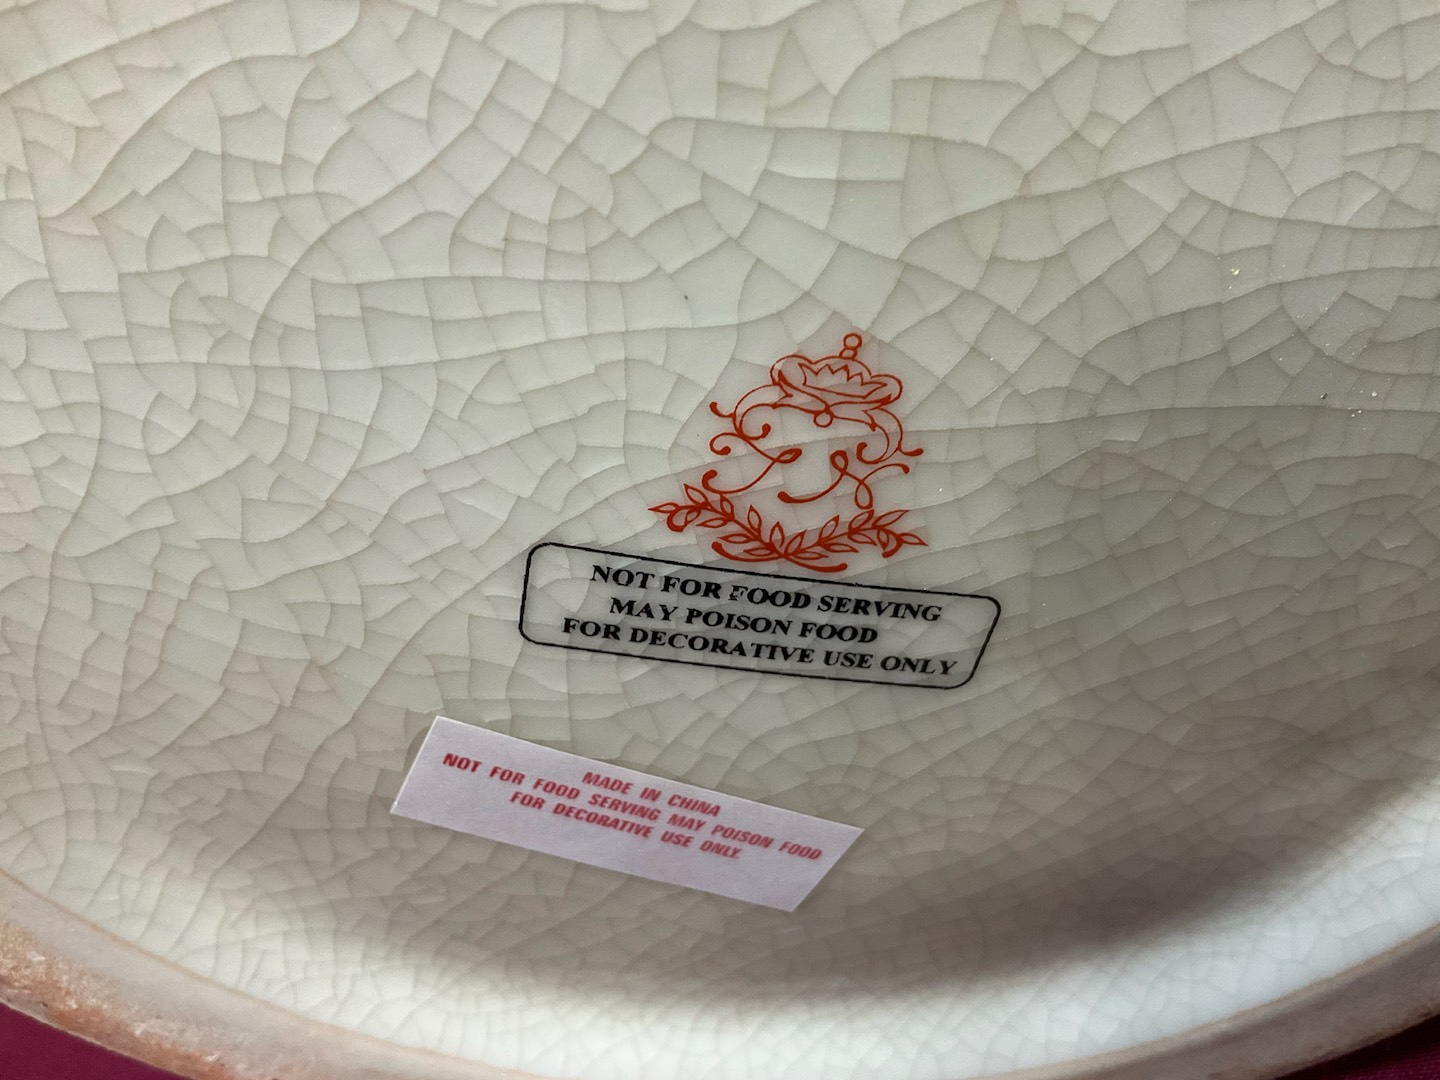 NOT FOR FOOD SERVING
MAY POISON FOOD
FOR DECORATIVE USE ONLY
MADE IN CHINA
NOT FOR FOOD SERVING MAY POISON FOOD
FOR DECORATIVE USE ONLY.